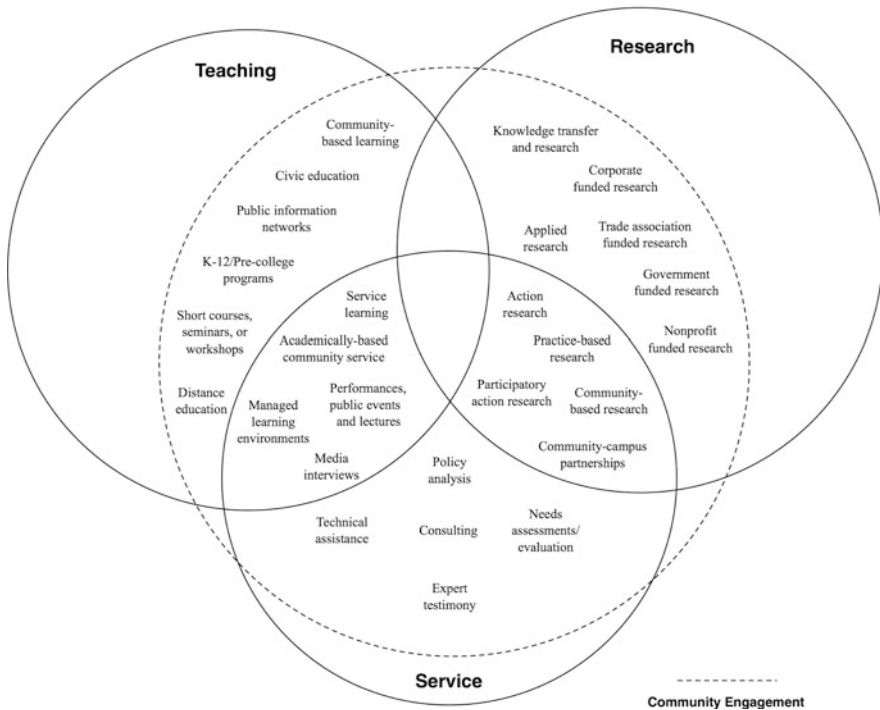 Teaching
Research
Community-
based learning
Civic education
Public information
networks
K-12/Pre-college
programs
Short courses,
seminars, or
workshops
Distance
education
Knowledge transfer
and research
Corporate
funded research
Applied
research
Trade association
funded research
Government
funded research
Nonprofit
funded research
Service
learning
Academically-based
community service
Performances,
public events
and lectures
Managed
learning
environments
Media
interviews
Action
research
Practice-based
research
Participatory
action research
Community-
based research
Community-campus
partnerships
Policy
analysis
Technical
assistance
Consulting
Needs
assessments/
evaluation
Expert
testimony
Service
Community Engagement